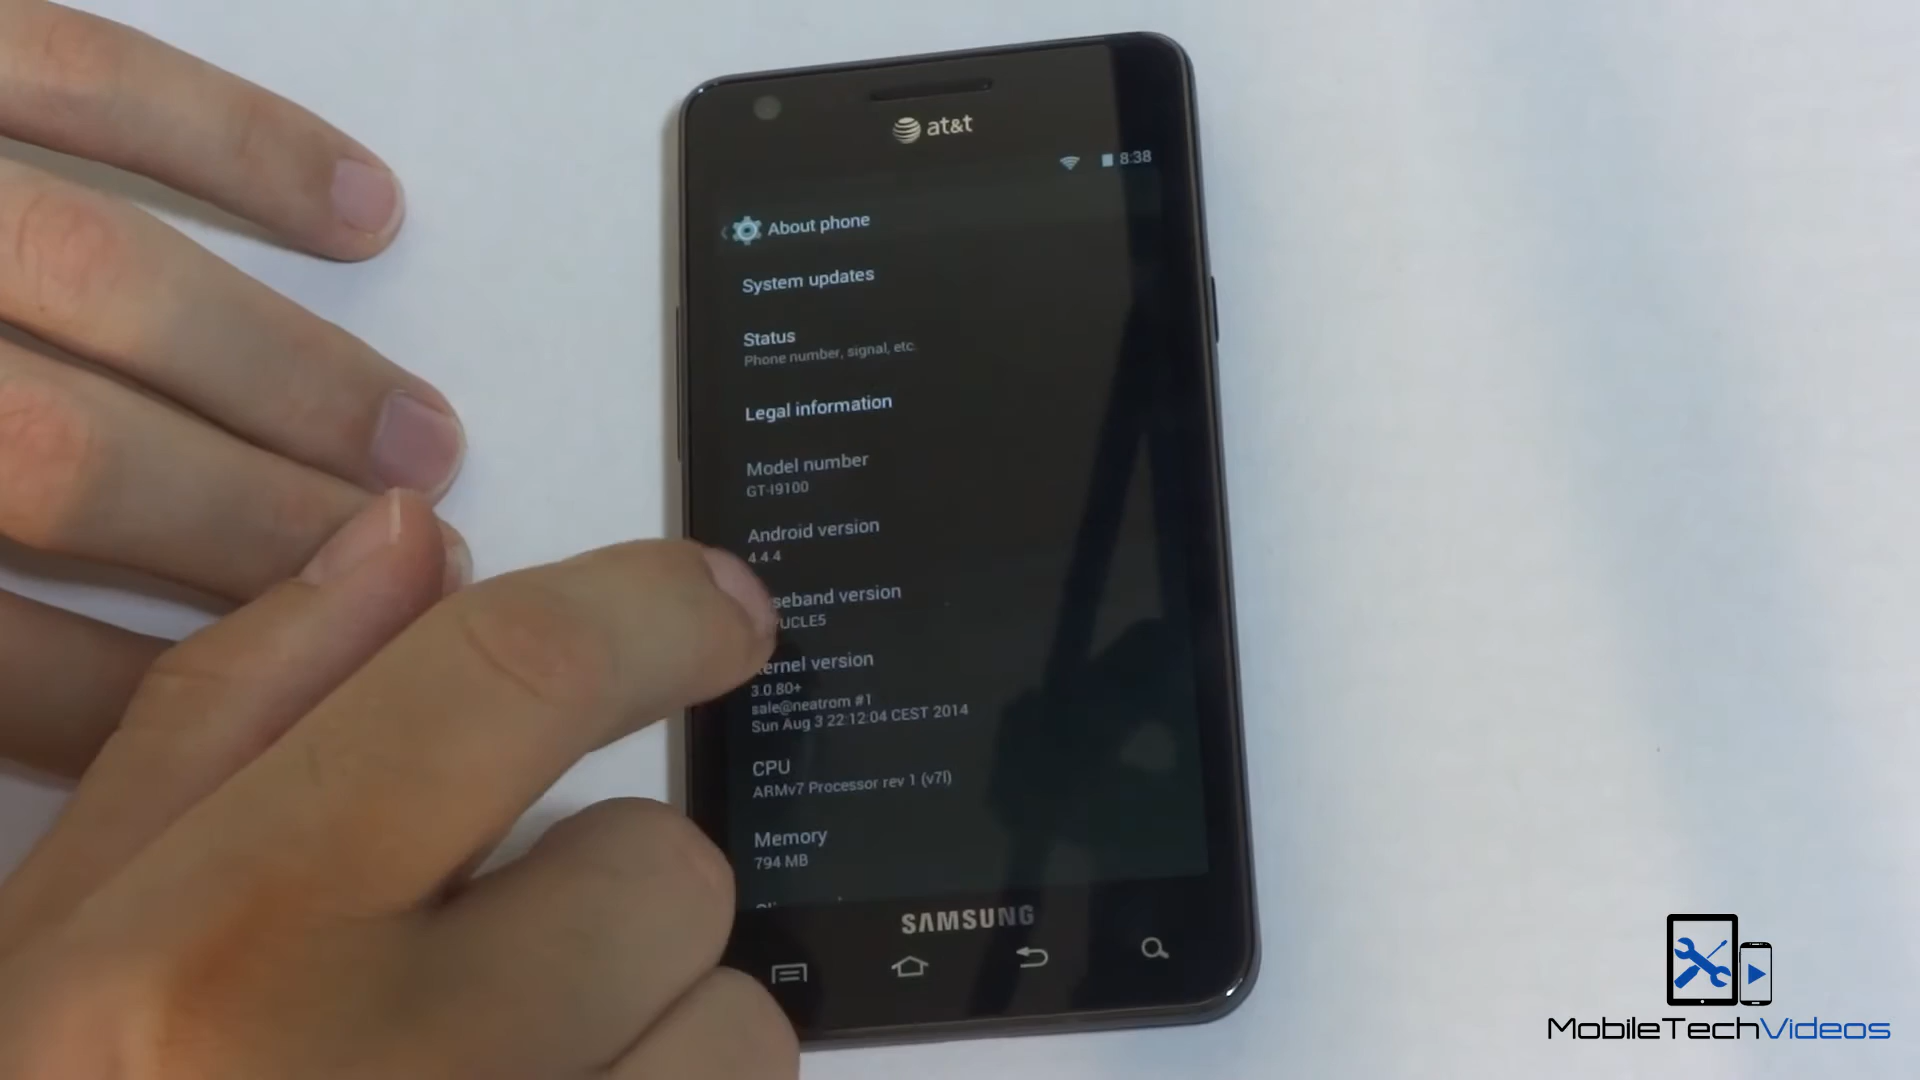 at&t
8:38
About phone
System updates
Status
Phone number, signal, etc.
Legal information
Model number
GT-I9100
Android version
4.4.4
seband version
UCLE5
ernel version
3.0.80+
sale@neatrom #1
Sun Aug 3 22:12:04 CEST 2014
CPU
ARMv7 Processor rev 1 (v7l)
Memory
794 MB
SAMSUNG
MobileTechVideos